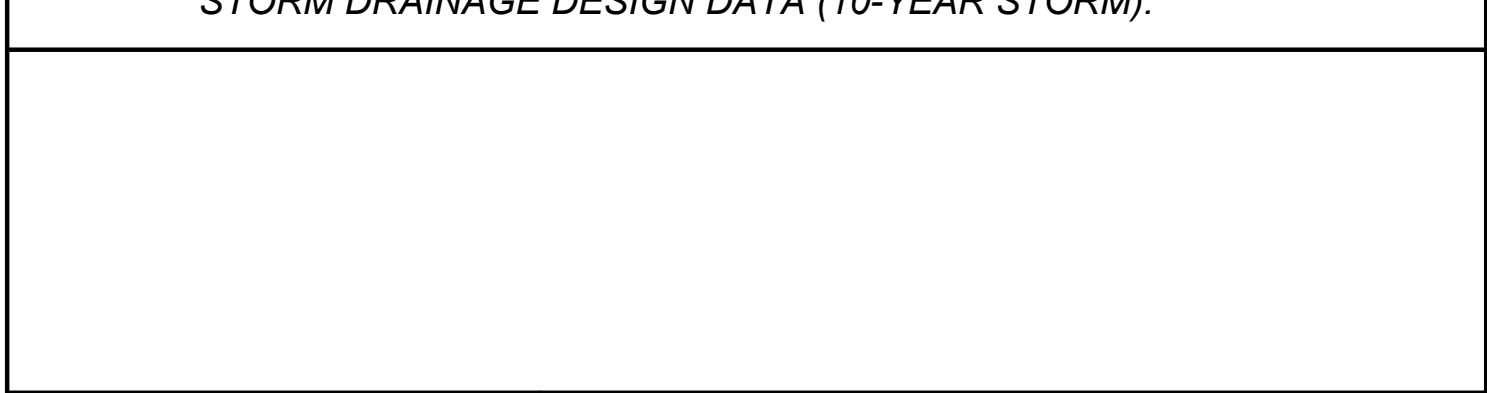 STORM DRAINAGE DESIGN DATA (10-YEAR STORM):